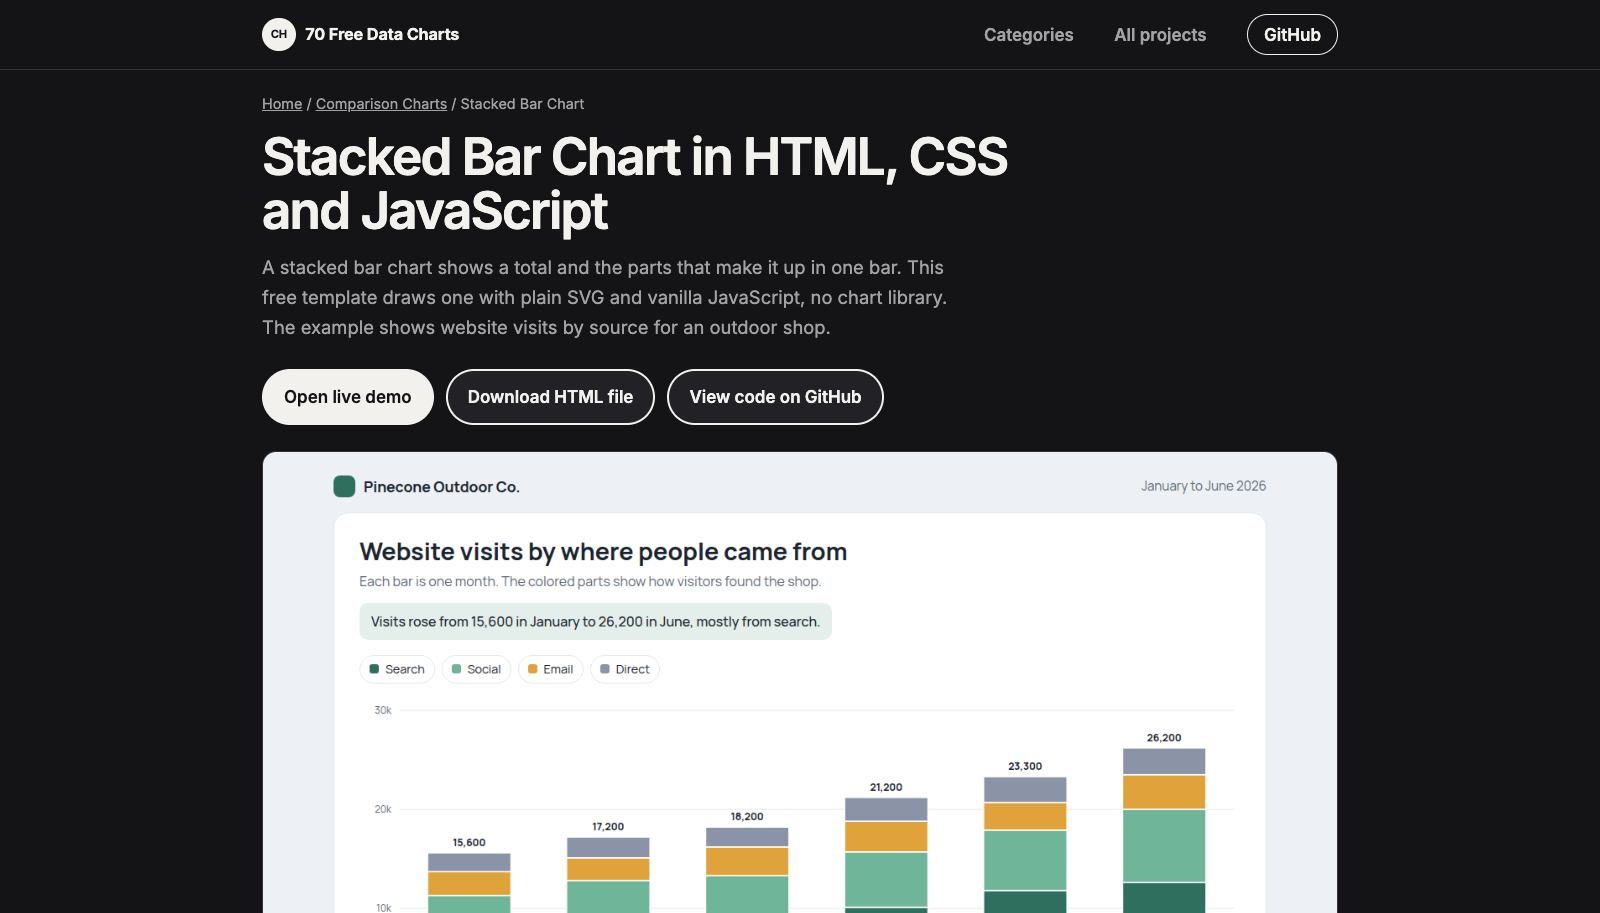 CH 70 Free Data Charts
Categories All projects GitHub
Home / Comparison Charts / Stacked Bar Chart
Stacked Bar Chart in HTML, CSS
and JavaScript
A stacked bar chart shows a total and the parts that make it up in one bar. This
free template draws one with plain SVG and vanilla JavaScript, no chart library.
The example shows website visits by source for an outdoor shop.
Open live demo Download HTML file View code on GitHub
Pinecone Outdoor Co. January to June 2026
Website visits by where people came from
Each bar is one month. The colored parts show how visitors found the shop.
Visits rose from 15,600 in January to 26,200 in June, mostly from search.
Search Social Email Direct
30k
26,200
23,300
21,200
20k
18,200
17,200
15,600
10k